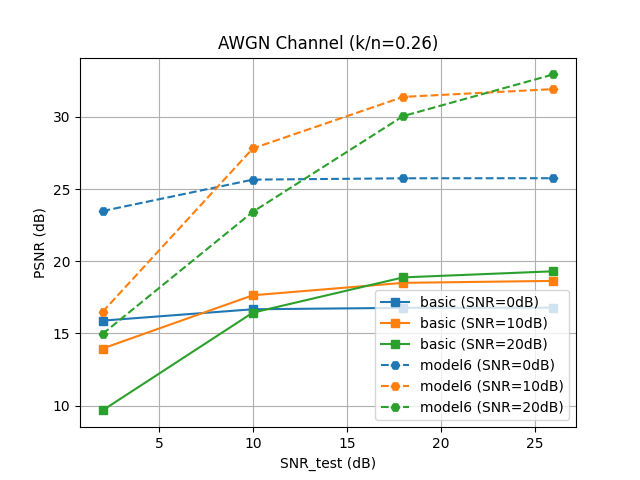 AWGN Channel (k/n=0.26)
PSNR (dB)
30
25
20
15
10
basic (SNR=0dB)
basic (SNR=10dB)
basic (SNR=20dB)
model6 (SNR=0dB)
model6 (SNR=10dB)
model6 (SNR=20dB)
5
10
15
20
25
SNR_test (dB)